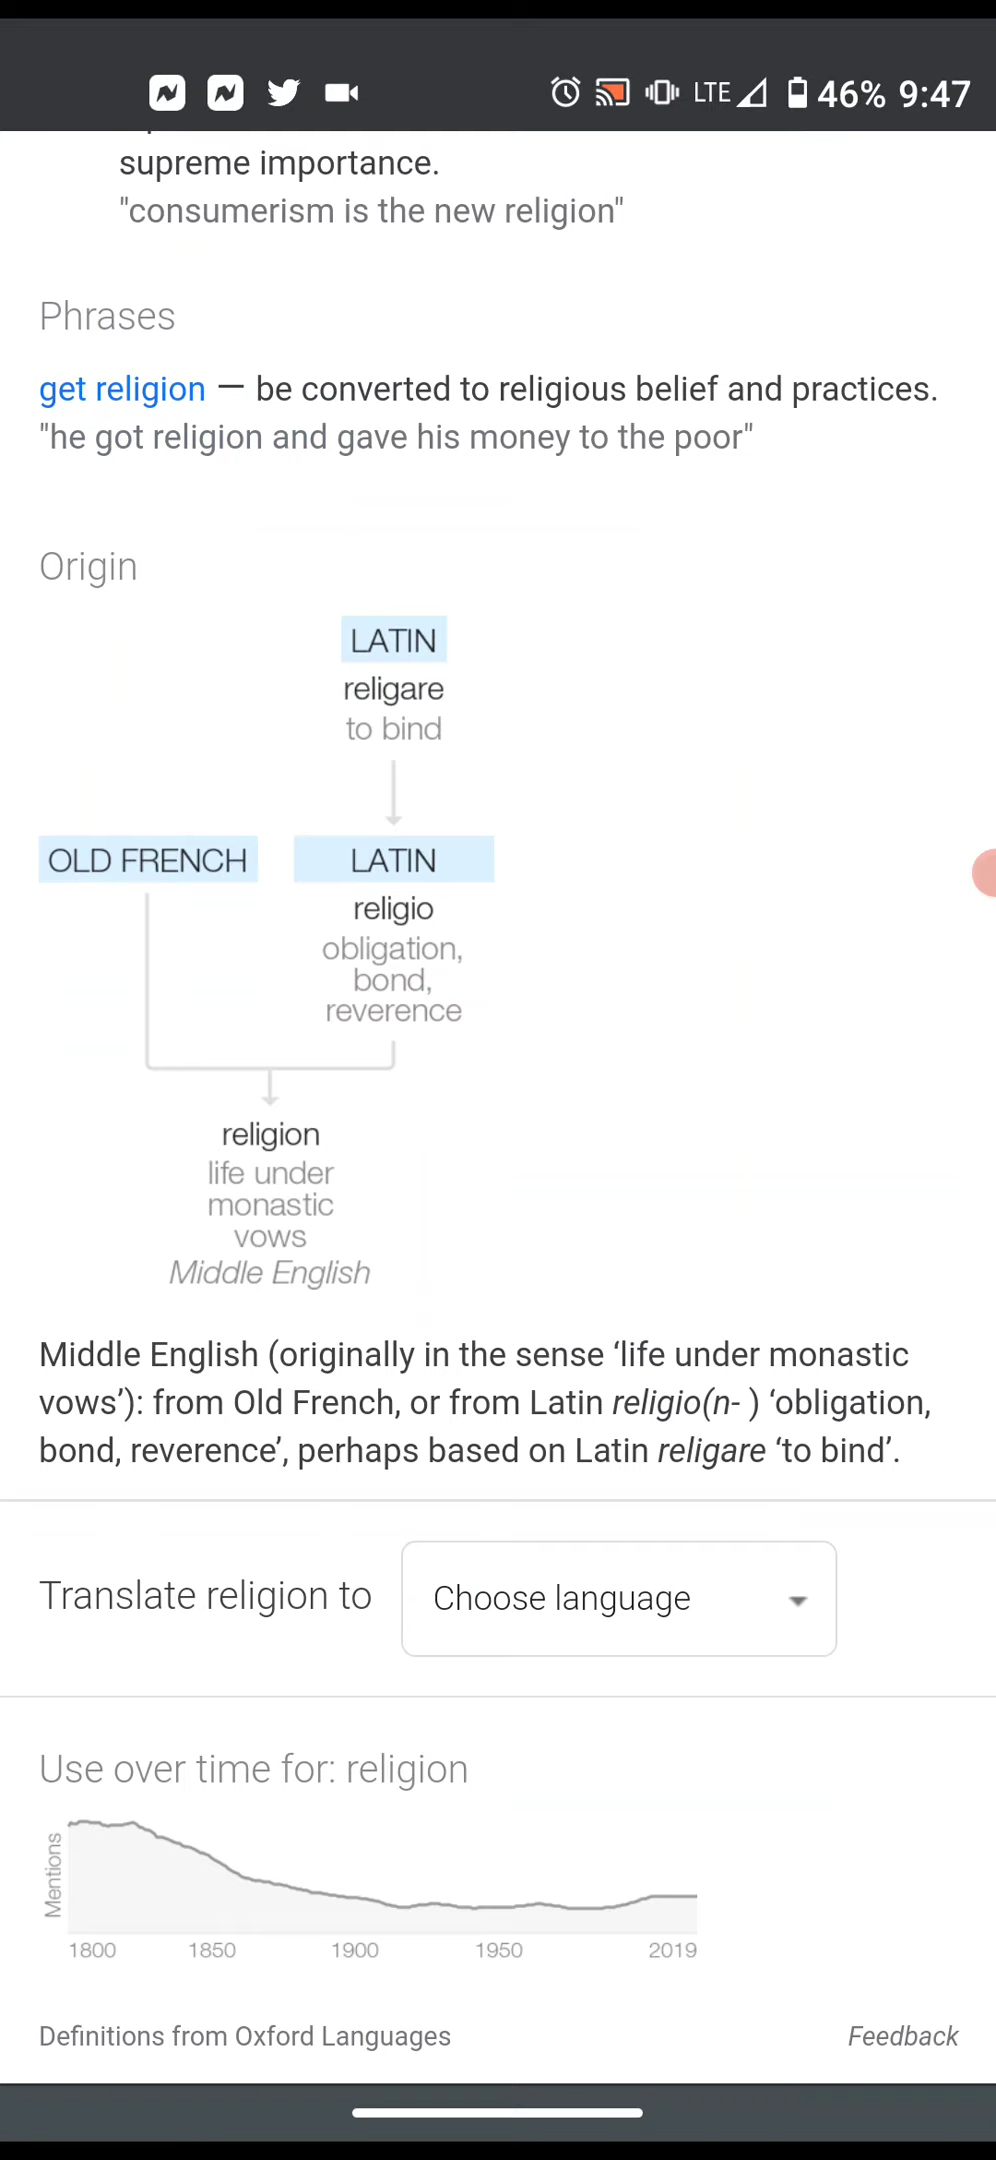 LTE 46% 9:47
supreme importance.
"consumerism is the new religion"
Phrases
get religion — be converted to religious belief and practices.
"he got religion and gave his money to the poor"
Origin
LATIN
religare
to bind
OLD FRENCH
LATIN
religio
obligation,
bond,
reverence
religion
life under
monastic
vows
Middle English
Middle English (originally in the sense ‘life under monastic
vows’): from Old French, or from Latin religio(n- ) ‘obligation,
bond, reverence’, perhaps based on Latin religare ‘to bind’.
Translate religion to
Choose language
Use over time for: religion
Mentions
1800 1850 1900 1950 2019
Definitions from Oxford Languages
Feedback